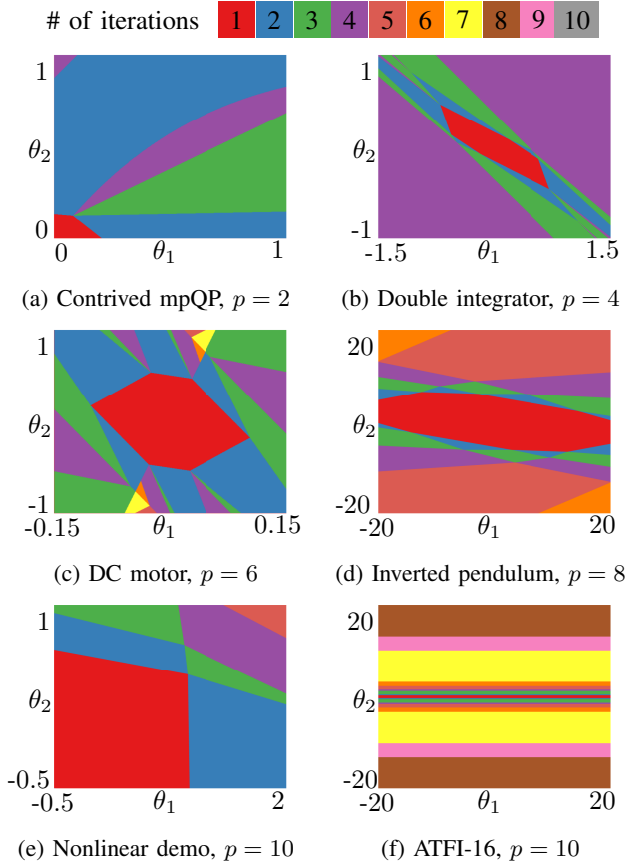 # of iterations 1 2 3 4 5 6 7 8 9 10
1 1
θ2 θ2
0 -1
0 θ1 1 -1.5 θ1 1.5
(a) Contrived mpQP, p = 2 (b) Double integrator, p = 4
1 20
θ2 θ2
-1 -20
-0.15 θ1 0.15 -20 θ1 20
(c) DC motor, p = 6 (d) Inverted pendulum, p = 8
1 20
θ2 θ2
-0.5 -20
-0.5 θ1 2 -20 θ1 20
(e) Nonlinear demo, p = 10 (f) ATFI-16, p = 10